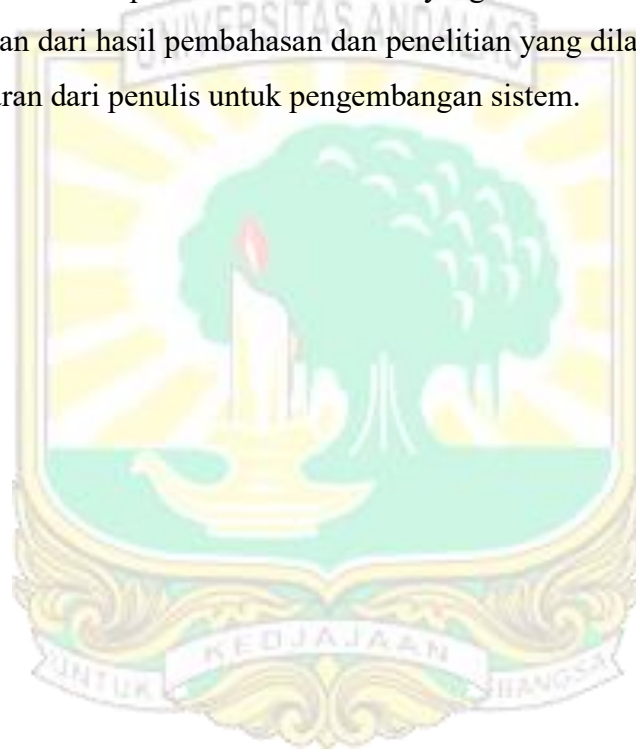 UNIVERSITAS ANDALAS
an dari hasil pembahasan dan penelitian yang dila
ran dari penulis untuk pengembangan sistem.
UNTUK KEDJAJAAN BANGSA